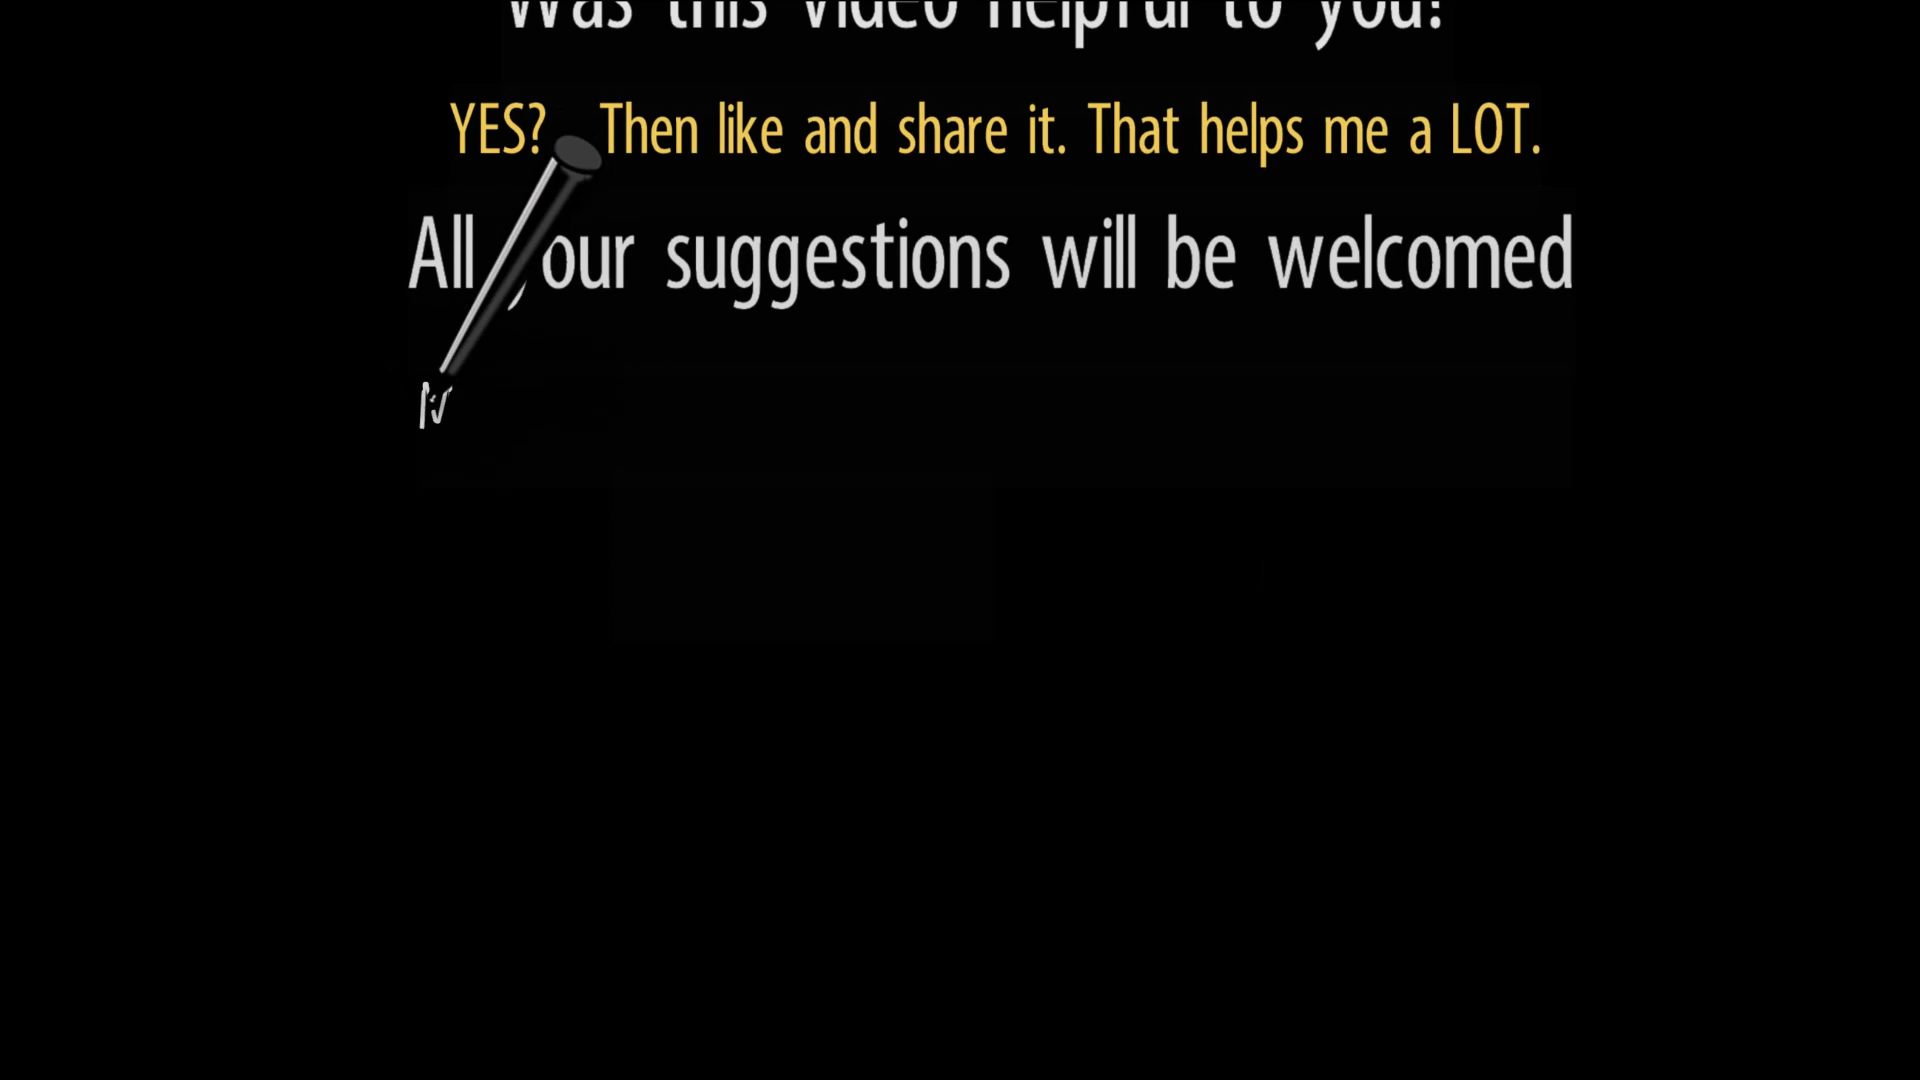 Was this video helpful to you?
YES? Then like and share it. That helps me a LOT.
All your suggestions will be welcomed